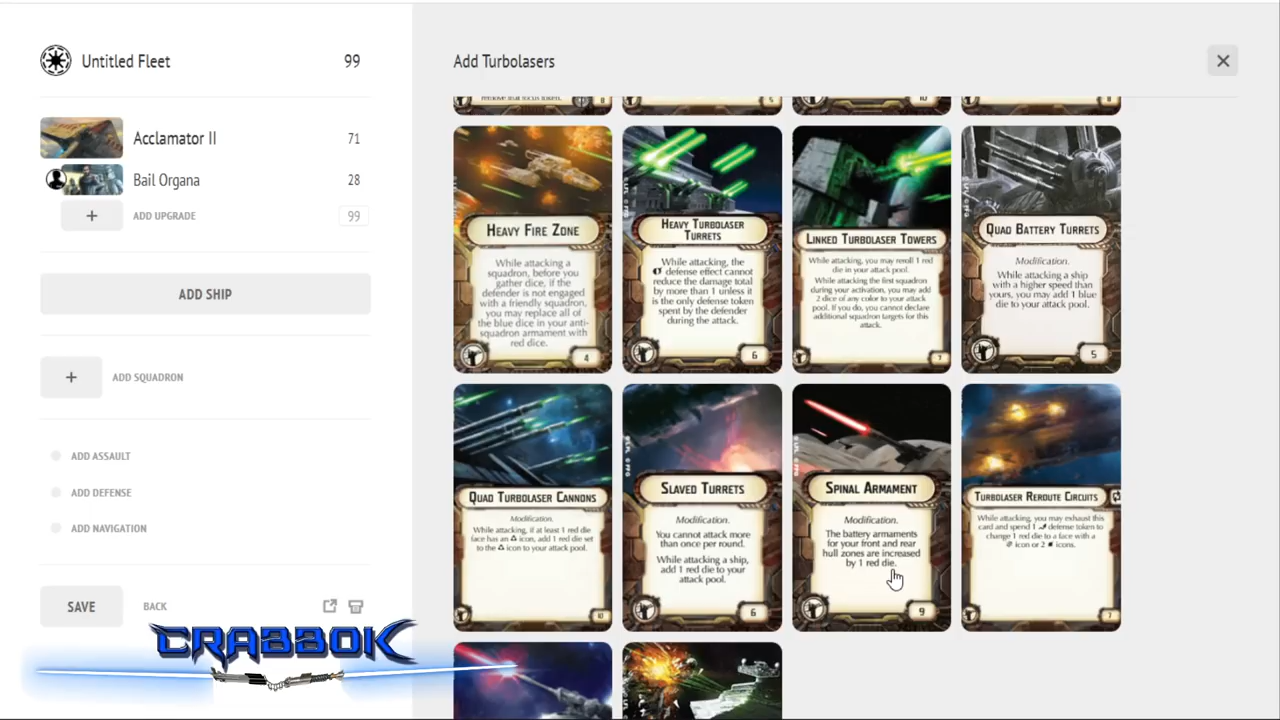 Untitled Fleet 99
Add Turbolasers
Acclamator II 71
Bail Organa 28
ADD UPGRADE 99
ADD SHIP
ADD SQUADRON
ADD ASSAULT
ADD DEFENSE
ADD NAVIGATION
SAVE BACK
CRABBOK
remove that focus token.
10
HEAVY FIRE ZONE
While attacking a
squadron, before you
gather dice, if the
defender is not engaged
with a friendly squadron,
you may replace all of
the blue dice in your anti-
squadron armament with
red dice.
4
HEAVY TURBOLASER
TURRETS
While attacking, the
defense effect cannot
reduce the damage total
by more than 1 unless it
is the only defense token
spent by the defender
during the attack.
6
LINKED TURBOLASER TOWERS
While attacking, you may reroll 1 red
die in your attack pool.
While attacking the first squadron
during your activation, you may add
2 dice of any color to your attack
pool. If you do, you cannot declare
additional squadron targets for this
attack.
7
QUAD BATTERY TURRETS
Modification.
While attacking a ship
with a higher speed than
yours, you may add 1 blue
die to your attack pool.
5
QUAD TURBOLASER CANNONS
Modification.
While attacking, if at least 1 red die
face has an icon, add 1 red die set
to the icon to your attack pool.
10
SLAVED TURRETS
Modification.
You cannot attack more
than once per round.
While attacking a ship,
add 1 red die to your
attack pool.
6
SPINAL ARMAMENT
Modification.
The battery armaments
for your front and rear
hull zones are increased
by 1 red die.
9
TURBOLASER REROUTE CIRCUITS
While attacking, you may exhaust this
card and spend 1 defense token to
change 1 red die to a face with a
icon or 2 icons.
7